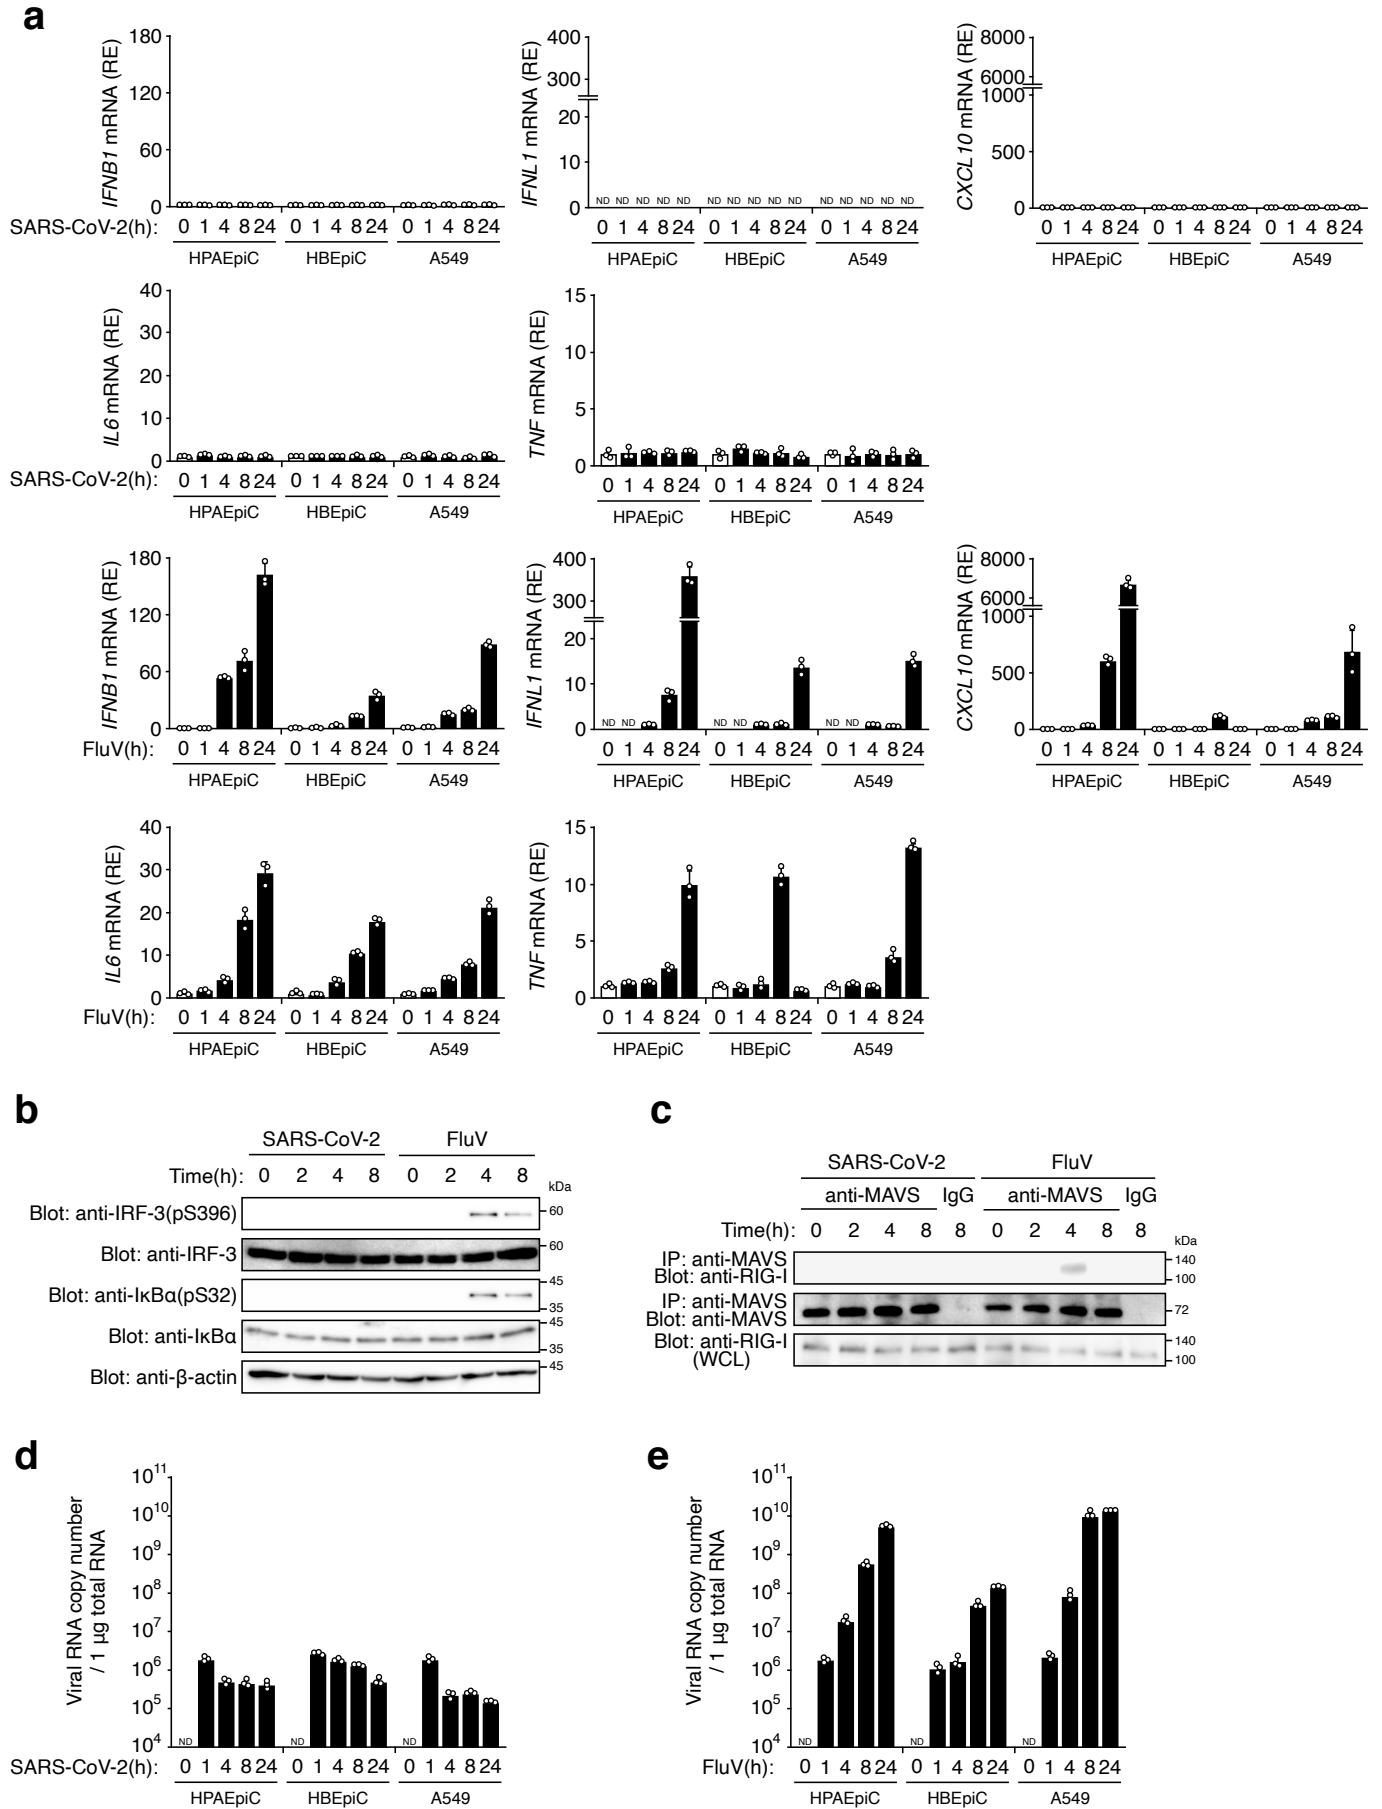 a
IFNB1 mRNA (RE)
180
120
60
0
SARS-CoV-2(h): 0 1 4 8 24 0 1 4 8 24 0 1 4 8 24
HPAEpiC HBEpiC A549
IFNL1 mRNA (RE)
400
300
20
10
0
ND ND ND ND ND ND ND ND ND ND ND ND ND ND ND
0 1 4 8 24 0 1 4 8 24 0 1 4 8 24
HPAEpiC HBEpiC A549
CXCL10 mRNA (RE)
8000
6000
1000
500
0
0 1 4 8 24 0 1 4 8 24 0 1 4 8 24
HPAEpiC HBEpiC A549
IL6 mRNA (RE)
40
30
20
10
0
SARS-CoV-2(h): 0 1 4 8 24 0 1 4 8 24 0 1 4 8 24
HPAEpiC HBEpiC A549
TNF mRNA (RE)
15
10
5
0
0 1 4 8 24 0 1 4 8 24 0 1 4 8 24
HPAEpiC HBEpiC A549
IFNB1 mRNA (RE)
180
120
60
0
FluV(h): 0 1 4 8 24 0 1 4 8 24 0 1 4 8 24
HPAEpiC HBEpiC A549
IFNL1 mRNA (RE)
400
300
20
10
0
ND ND ND ND ND ND
0 1 4 8 24 0 1 4 8 24 0 1 4 8 24
HPAEpiC HBEpiC A549
CXCL10 mRNA (RE)
8000
6000
1000
500
0
0 1 4 8 24 0 1 4 8 24 0 1 4 8 24
HPAEpiC HBEpiC A549
IL6 mRNA (RE)
40
30
20
10
0
FluV(h): 0 1 4 8 24 0 1 4 8 24 0 1 4 8 24
HPAEpiC HBEpiC A549
TNF mRNA (RE)
15
10
5
0
0 1 4 8 24 0 1 4 8 24 0 1 4 8 24
HPAEpiC HBEpiC A549
b
SARS-CoV-2 FluV
Time(h): 0 2 4 8 0 2 4 8
kDa
Blot: anti-IRF-3(pS396) 60
Blot: anti-IRF-3 60
Blot: anti-IκBα(pS32) 45
35
Blot: anti-IκBα 45
35
Blot: anti-β-actin 45
c
SARS-CoV-2 FluV
anti-MAVS IgG anti-MAVS IgG
Time(h): 0 2 4 8 8 0 2 4 8 8
kDa
IP: anti-MAVS 140
Blot: anti-RIG-I 100
IP: anti-MAVS
Blot: anti-MAVS 72
Blot: anti-RIG-I 140
(WCL) 100
d
Viral RNA copy number
/ 1 µg total RNA
10¹¹
10¹⁰
10⁹
10⁸
10⁷
10⁶
10⁵
10⁴
ND ND ND
SARS-CoV-2(h): 0 1 4 8 24 0 1 4 8 24 0 1 4 8 24
HPAEpiC HBEpiC A549
e
Viral RNA copy number
/ 1 µg total RNA
10¹¹
10¹⁰
10⁹
10⁸
10⁷
10⁶
10⁵
10⁴
ND ND ND
FluV(h): 0 1 4 8 24 0 1 4 8 24 0 1 4 8 24
HPAEpiC HBEpiC A549